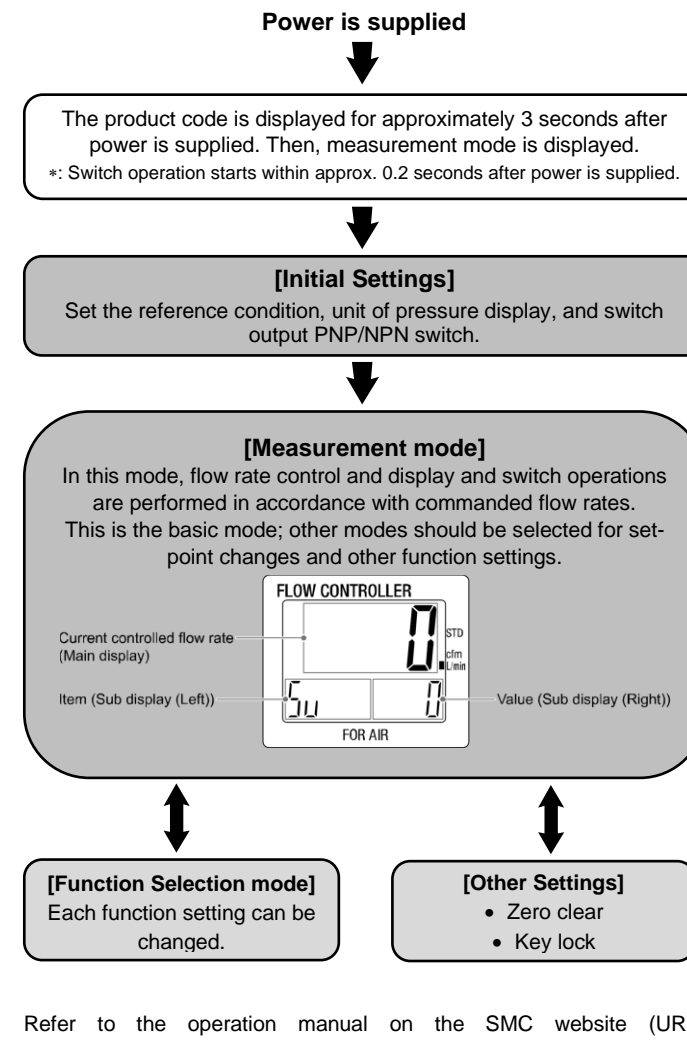 Power is supplied
The product code is displayed for approximately 3 seconds after
power is supplied. Then, measurement mode is displayed.
*: Switch operation starts within approx. 0.2 seconds after power is supplied.
[Initial Settings]
Set the reference condition, unit of pressure display, and switch
output PNP/NPN switch.
[Measurement mode]
In this mode, flow rate control and display and switch operations
are performed in accordance with commanded flow rates.
This is the basic mode; other modes should be selected for set-
point changes and other function settings.
FLOW CONTROLLER
Current controlled flow rate
(Main display)
0
STD
cfm
L/min
Item (Sub display (Left))
Su
0
Value (Sub display (Right))
FOR AIR
[Function Selection mode]
Each function setting can be
changed.
[Other Settings]
• Zero clear
• Key lock
Refer to the operation manual on the SMC website (UR